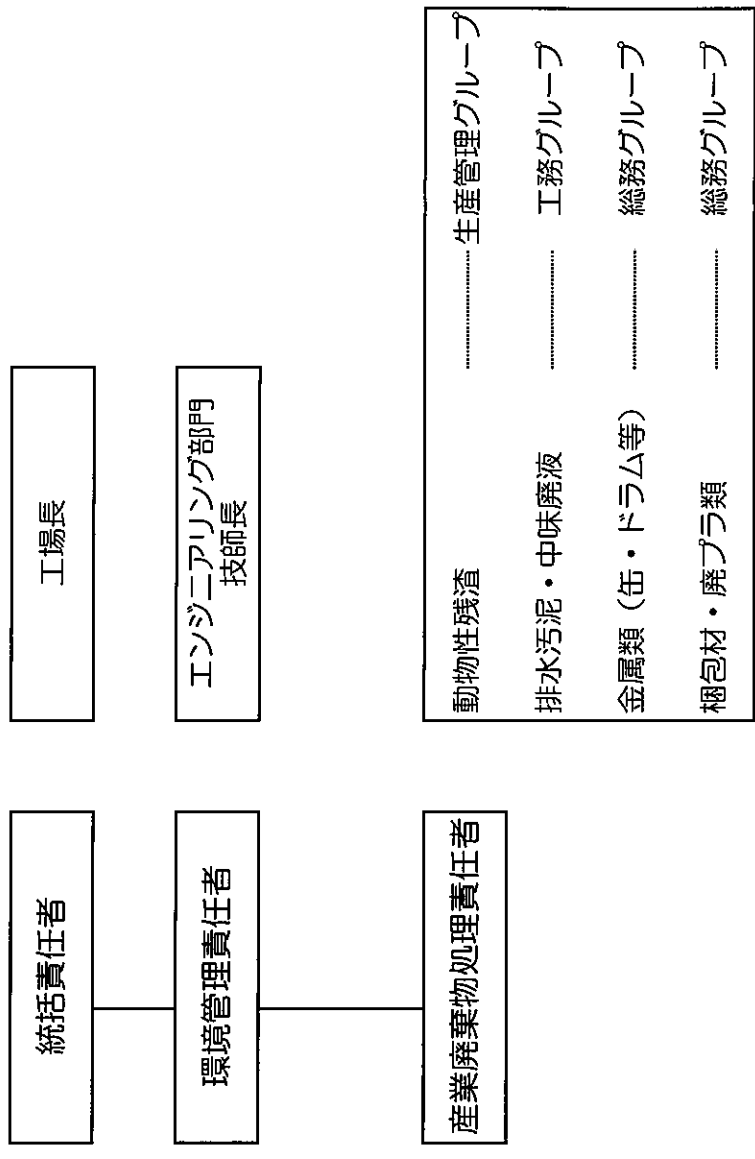 統括責任者
工場長
環境管理責任者
エンジニアリング部門
技師長
産業廃棄物処理責任者
動物性残渣 ………… 生産管理グループ
排水汚泥・中味廃液 ………… 工務グループ
金属類（缶・ドラム等） ………… 総務グループ
梱包材・廃プラ類 ………… 総務グループ